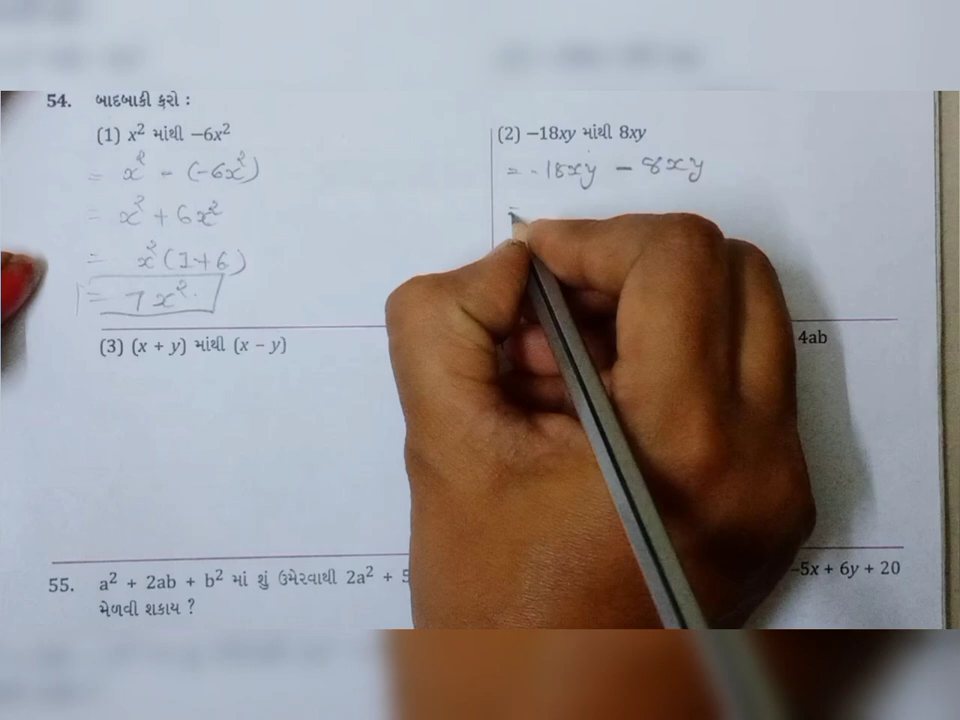 54. બાદબાકી કરો :
(1) x² માંથી −6x²
= x² - (-6x²)
= x² + 6x²
= x² (1+6)
= 7x².
(2) −18xy માંથી 8xy
= -18xy - 8xy
=
(3) (x + y) માંથી (x − y)
4ab
55. a² + 2ab + b² માં શું ઉમેરવાથી 2a² + 5
−5x + 6y + 20
મેળવી શકાય ?